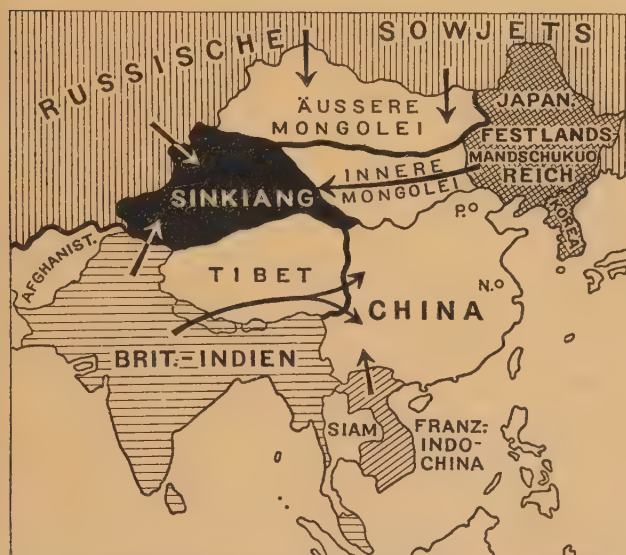 RUSSISCHE SOWJETS
ÄUSSERE
MONGOLEI
JAPAN.
FESTLANDS-
MANDSCHUKUO
REICH
KOREA
INNERE
MONGOLEI
SINKIANG
P.
AFGHANIST.
TIBET
N.
CHINA
BRIT.-INDIEN
SIAM
FRANZ.-
INDO-
CHINA